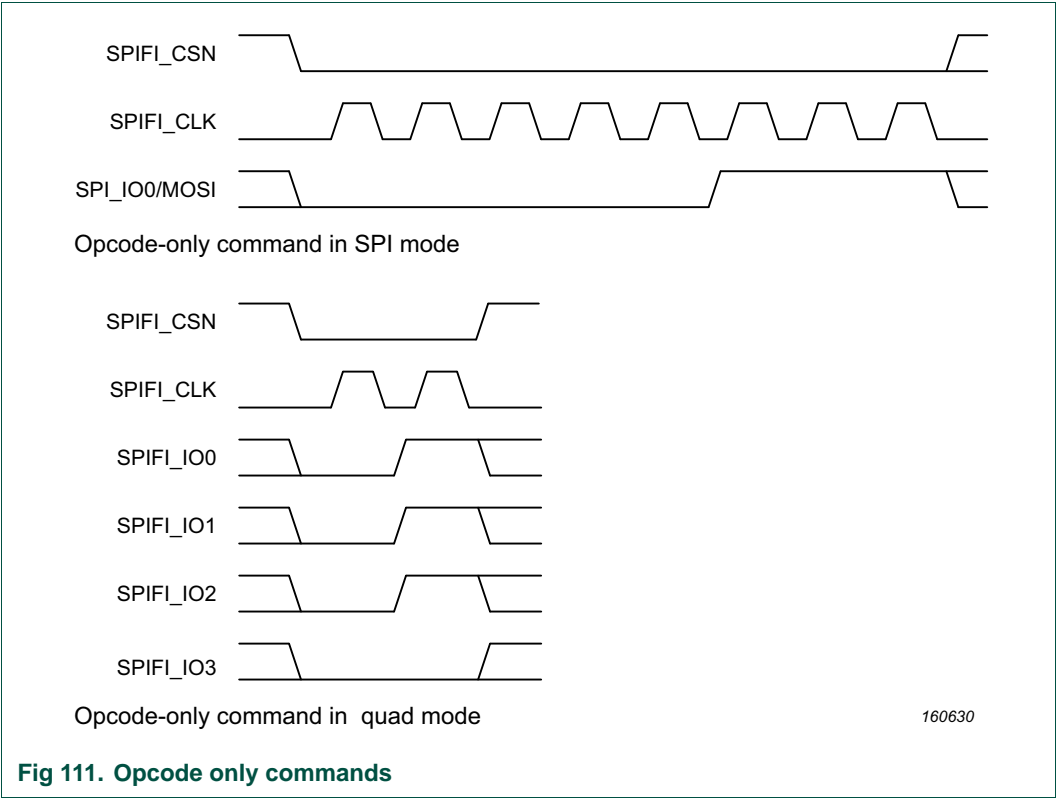 SPIFI_CSN
SPIFI_CLK
SPI_IO0/MOSI
Opcode-only command in SPI mode
SPIFI_CSN
SPIFI_CLK
SPIFI_IO0
SPIFI_IO1
SPIFI_IO2
SPIFI_IO3
Opcode-only command in quad mode
160630
Fig 111. Opcode only commands